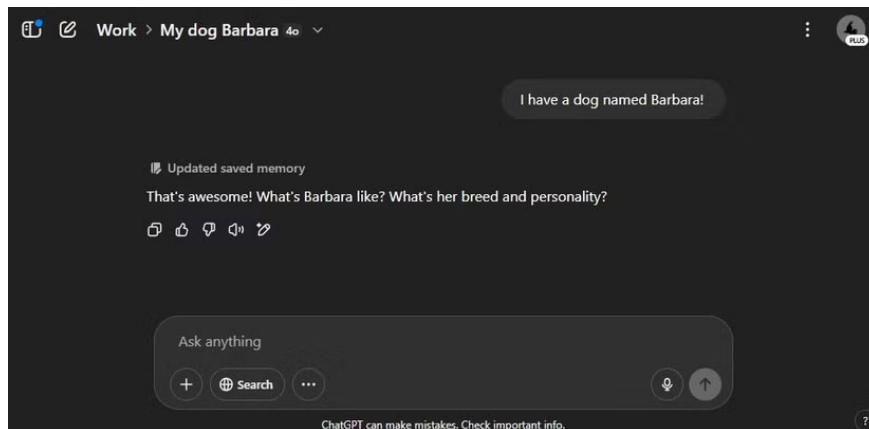 Work > My dog Barbara 4o
PLUS
I have a dog named Barbara!
Updated saved memory
That's awesome! What's Barbara like? What's her breed and personality?
Ask anything
Search
ChatGPT can make mistakes. Check important info.
?